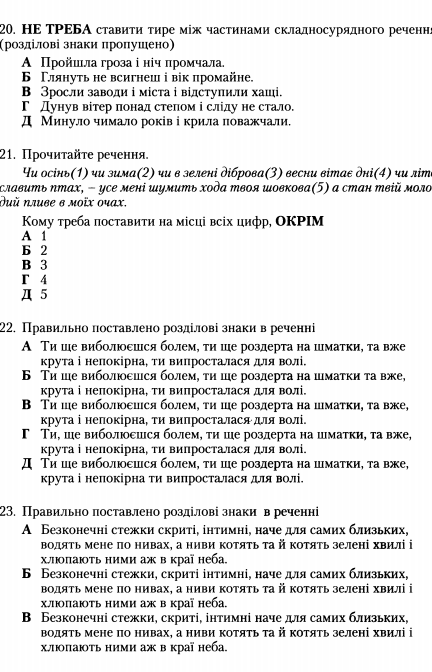 20. НЕ ТРЕБА ставити тире між частинами складносурядного речення
(розділові знаки пропущено)
А Пройшла гроза і ніч промчала.
Б Глянуть не всигнеш і вік промайне.
В Зросли заводи і міста і відступили хащі.
Г Дунув вітер понад степом і сліду не стало.
Д Минуло чимало років і крила поважчали.
21. Прочитайте речення.
Чи осінь(1) чи зима(2) чи в зелені діброва(3) весни вітає дні(4) чи літ
славить птах, – усе мені шумить хода твоя шовкова(5) а стан твій моло
дий пливе в моїх очах.
Кому треба поставити на місці всіх цифр, ОКРІМ
А 1
Б 2
В 3
Г 4
Д 5
22. Правильно поставлено розділові знаки в реченні
А Ти ще виболюєшся болем, ти ще роздерта на шматки, та вже
крута і непокірна, ти випросталася для волі.
Б Ти ще виболюєшся болем, ти ще роздерта на шматки та вже,
крута і непокірна, ти випросталася для волі.
В Ти ще виболюєшся болем, ти ще роздерта на шматки, та вже,
крута і непокірна, ти випросталася для волі.
Г Ти, ще виболюєшся болем, ти ще роздерта на шматки, та вже,
крута і непокірна, ти випросталася для волі.
Д Ти ще виболюєшся болем, ти ще роздерта на шматки, та вже,
крута і непокірна ти випросталася для волі.
23. Правильно поставлено розділові знаки в реченні
А Безконечні стежки скриті, інтимні, наче для самих близьких,
водять мене по нивах, а ниви котять та й котять зелені хвилі і
хлюпають ними аж в краї неба.
Б Безконечні стежки, скриті інтимні, наче для самих близьких,
водять мене по нивах, а ниви котять та й котять зелені хвилі і
хлюпають ними аж в краї неба.
В Безконечні стежки, скриті, інтимні наче для самих близьких,
водять мене по нивах, а ниви котять та й котять зелені хвилі і
хлюпають ними аж в краї неба.